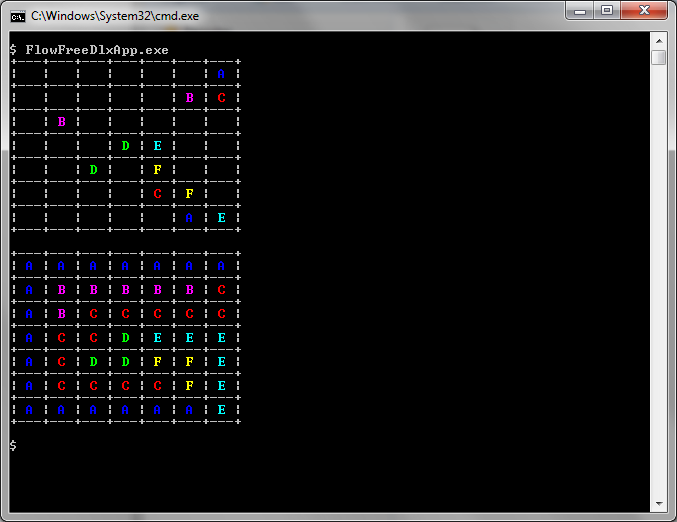 C:\Windows\System32\cmd.exe
$ FlowFreeDlxApp.exe
+---+---+---+---+---+---+---+
| | | | | | | A |
+---+---+---+---+---+---+---+
| | | | | | B | C |
+---+---+---+---+---+---+---+
| | B | | | | | |
+---+---+---+---+---+---+---+
| | | | D | E | | |
+---+---+---+---+---+---+---+
| | | D | | F | | |
+---+---+---+---+---+---+---+
| | | | | C | F | |
+---+---+---+---+---+---+---+
| | | | | | A | E |
+---+---+---+---+---+---+---+
+---+---+---+---+---+---+---+
| A | A | A | A | A | A | A |
+---+---+---+---+---+---+---+
| A | B | B | B | B | B | C |
+---+---+---+---+---+---+---+
| A | B | C | C | C | C | C |
+---+---+---+---+---+---+---+
| A | C | C | D | E | E | E |
+---+---+---+---+---+---+---+
| A | C | D | D | F | F | E |
+---+---+---+---+---+---+---+
| A | C | C | C | C | F | E |
+---+---+---+---+---+---+---+
| A | A | A | A | A | A | E |
+---+---+---+---+---+---+---+
$